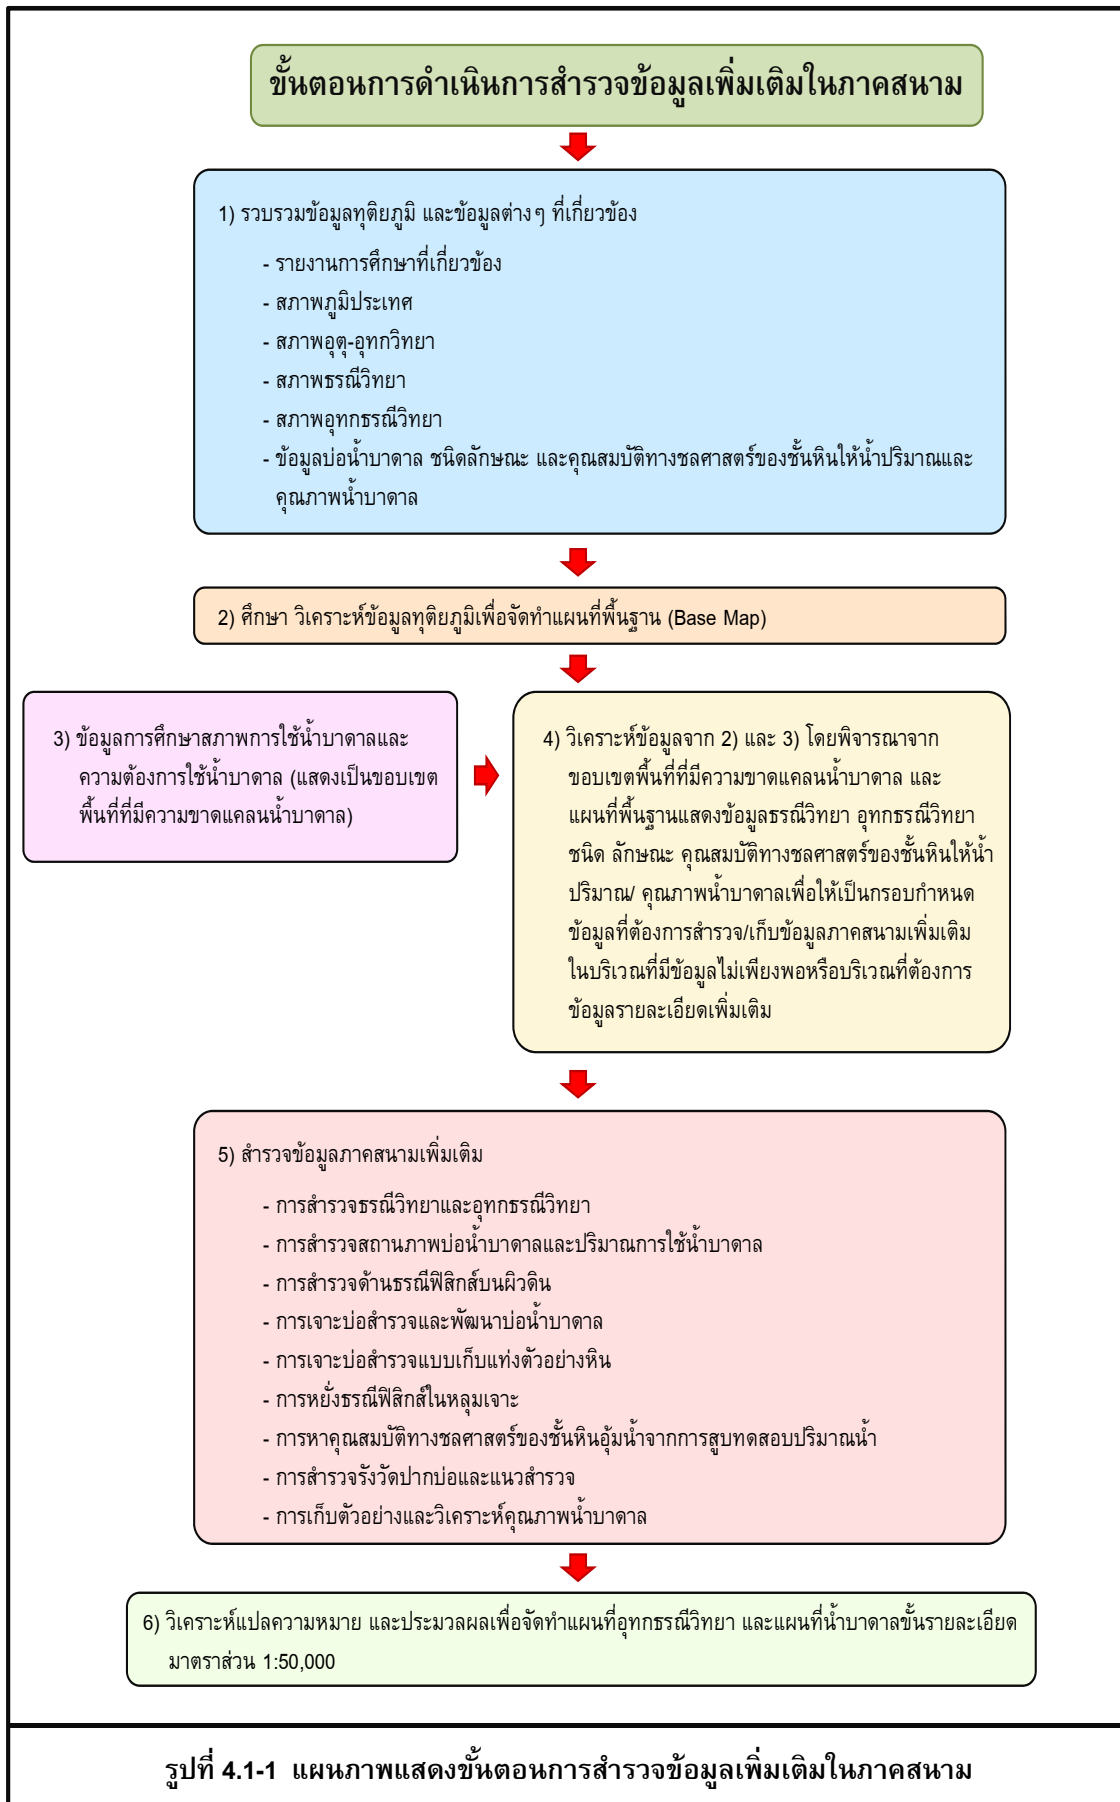 ขั้นตอนการดำเนินการสำรวจข้อมูลเพิ่มเติมในภาคสนาม
1) รวบรวมข้อมูลทุติยภูมิ และข้อมูลต่างๆ ที่เกี่ยวข้อง
- รายงานการศึกษาที่เกี่ยวข้อง
- สภาพภูมิประเทศ
- สภาพอุตุ-อุทกวิทยา
- สภาพธรณีวิทยา
- สภาพอุทกธรณีวิทยา
- ข้อมูลบ่อน้ำบาดาล ชนิดลักษณะ และคุณสมบัติทางชลศาสตร์ของชั้นหินให้น้ำปริมาณและ
คุณภาพน้ำบาดาล
2) ศึกษา วิเคราะห์ข้อมูลทุติยภูมิเพื่อจัดทำแผนที่พื้นฐาน (Base Map)
3) ข้อมูลการศึกษาสภาพการใช้น้ำบาดาลและ
ความต้องการใช้น้ำบาดาล (แสดงเป็นขอบเขต
พื้นที่ที่มีความขาดแคลนน้ำบาดาล)
4) วิเคราะห์ข้อมูลจาก 2) และ 3) โดยพิจารณาจาก
ขอบเขตพื้นที่ที่มีความขาดแคลนน้ำบาดาล และ
แผนที่พื้นฐานแสดงข้อมูลธรณีวิทยา อุทกธรณีวิทยา
ชนิด ลักษณะ คุณสมบัติทางชลศาสตร์ของชั้นหินให้น้ำ
ปริมาณ/ คุณภาพน้ำบาดาลเพื่อให้เป็นกรอบกำหนด
ข้อมูลที่ต้องการสำรวจ/เก็บข้อมูลภาคสนามเพิ่มเติม
ในบริเวณที่มีข้อมูลไม่เพียงพอหรือบริเวณที่ต้องการ
ข้อมูลรายละเอียดเพิ่มเติม
5) สำรวจข้อมูลภาคสนามเพิ่มเติม
- การสำรวจธรณีวิทยาและอุทกธรณีวิทยา
- การสำรวจสถานภาพบ่อน้ำบาดาลและปริมาณการใช้น้ำบาดาล
- การสำรวจด้านธรณีฟิสิกส์บนผิวดิน
- การเจาะบ่อสำรวจและพัฒนาบ่อน้ำบาดาล
- การเจาะบ่อสำรวจแบบเก็บแท่งตัวอย่างหิน
- การหยั่งธรณีฟิสิกส์ในหลุมเจาะ
- การหาคุณสมบัติทางชลศาสตร์ของชั้นหินอุ้มน้ำจากการสูบทดสอบปริมาณน้ำ
- การสำรวจรังวัดปากบ่อและแนวสำรวจ
- การเก็บตัวอย่างและวิเคราะห์คุณภาพน้ำบาดาล
6) วิเคราะห์แปลความหมาย และประมวลผลเพื่อจัดทำแผนที่อุทกธรณีวิทยา และแผนที่น้ำบาดาลขั้นรายละเอียด
มาตราส่วน 1:50,000
รูปที่ 4.1-1 แผนภาพแสดงขั้นตอนการสำรวจข้อมูลเพิ่มเติมในภาคสนาม